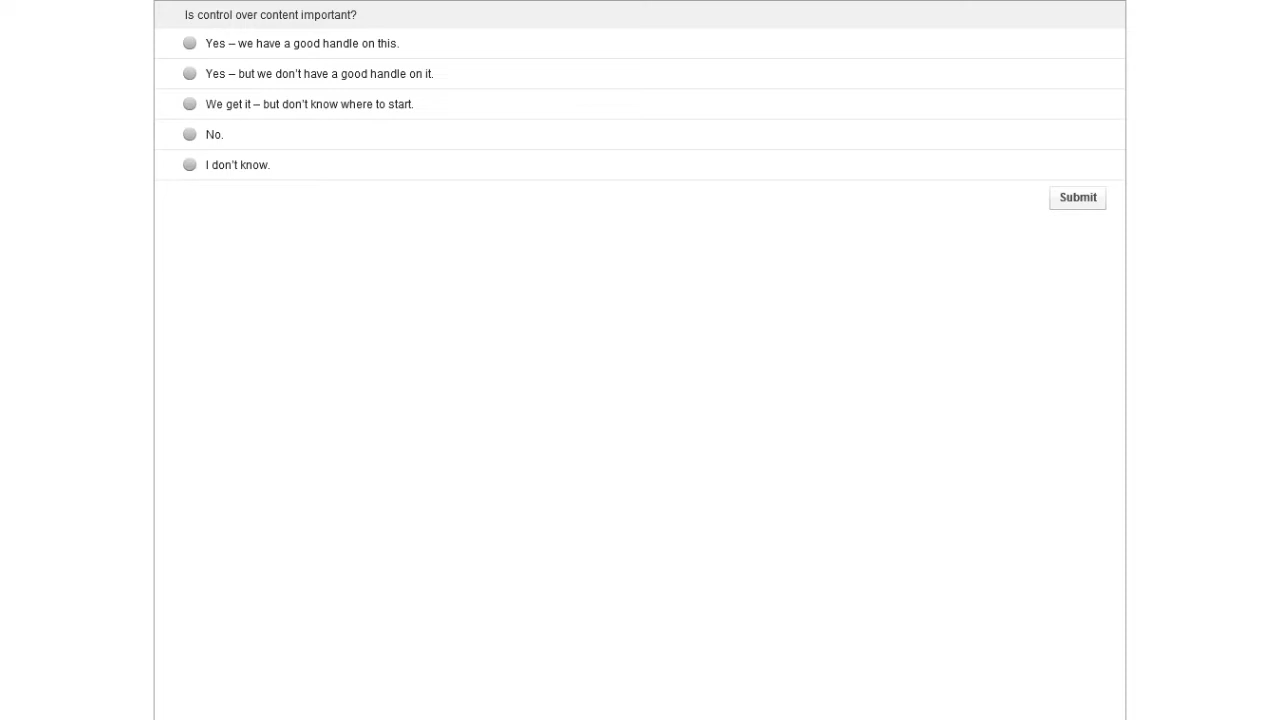 Is control over content important?
Yes – we have a good handle on this.
Yes – but we don't have a good handle on it.
We get it – but don't know where to start.
No.
I don't know.
Submit